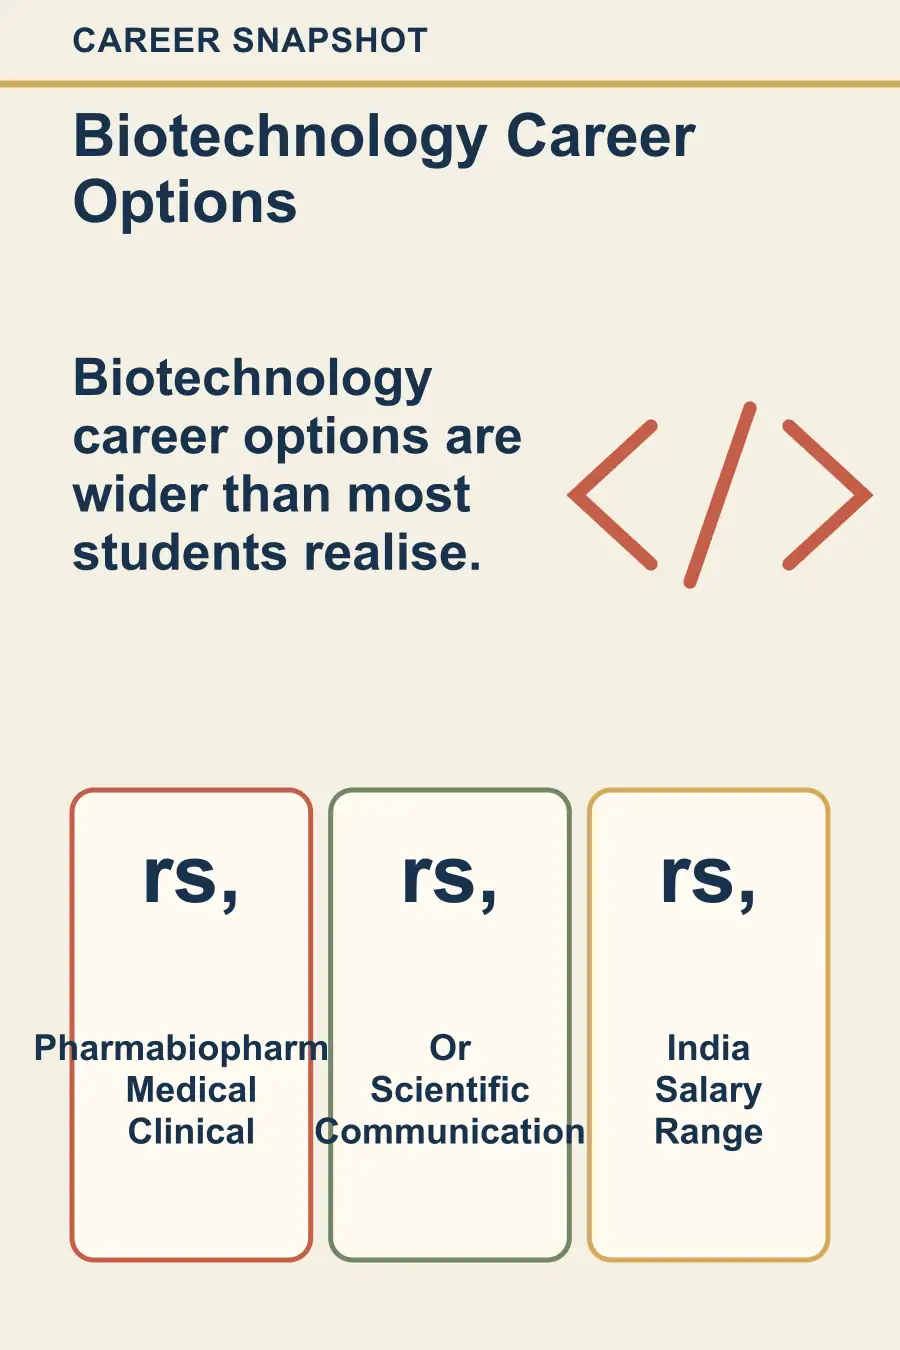 CAREER SNAPSHOT
Biotechnology Career
Options
Biotechnology
career options are
wider than most
students realise.
</>
rs,
rs,
rs,
Pharmabiopharm
Medical
Clinical
Or
Scientific
Communication
India
Salary
Range